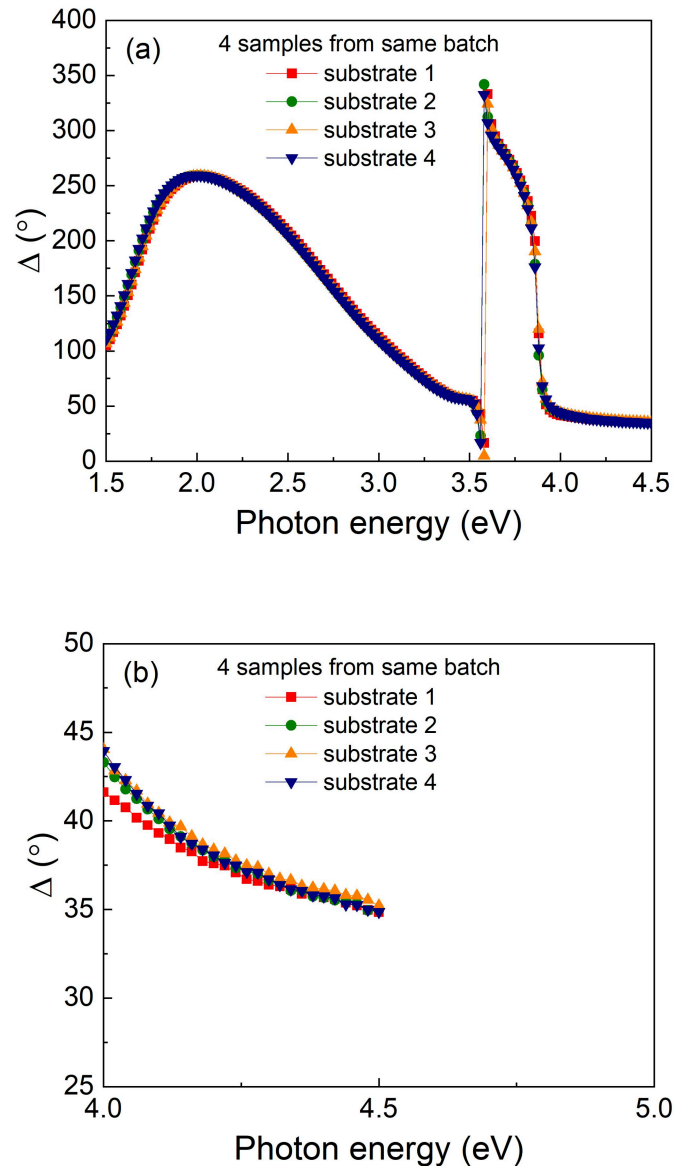 400
350
300
250
200
150
100
50
0
Δ (°)
(a)
4 samples from same batch
substrate 1
substrate 2
substrate 3
substrate 4
1.5 2.0 2.5 3.0 3.5 4.0 4.5
Photon energy (eV)
50
45
40
35
30
25
Δ (°)
(b)
4 samples from same batch
substrate 1
substrate 2
substrate 3
substrate 4
4.0 4.5 5.0
Photon energy (eV)